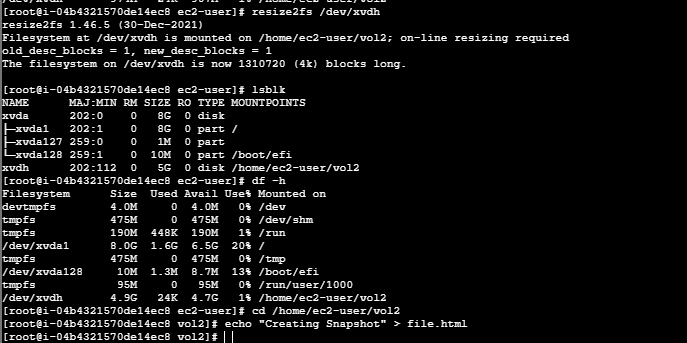 [root@i-04b4321570de14ec8 ec2-user]# resize2fs /dev/xvdh
resize2fs 1.46.5 (30-Dec-2021)
Filesystem at /dev/xvdh is mounted on /home/ec2-user/vol2; on-line resizing required
old_desc_blocks = 1, new_desc_blocks = 1
The filesystem on /dev/xvdh is now 1310720 (4k) blocks long.

[root@i-04b4321570de14ec8 ec2-user]# lsblk
NAME      MAJ:MIN RM SIZE RO TYPE MOUNTPOINTS
xvda      202:0    0   8G  0 disk
├─xvda1   202:1    0   8G  0 part /
├─xvda127 259:0    0   1M  0 part
└─xvda128 259:1    0  10M  0 part /boot/efi
xvdh      202:112  0   5G  0 disk /home/ec2-user/vol2
[root@i-04b4321570de14ec8 ec2-user]# df -h
Filesystem      Size  Used Avail Use% Mounted on
devtmpfs        4.0M     0  4.0M   0% /dev
tmpfs           475M     0  475M   0% /dev/shm
tmpfs           190M  448K  190M   1% /run
/dev/xvda1      8.0G  1.6G  6.5G  20% /
tmpfs           475M     0  475M   0% /tmp
/dev/xvda128     10M  1.3M  8.7M  13% /boot/efi
tmpfs            95M     0   95M   0% /run/user/1000
/dev/xvdh       4.9G   24K  4.7G   1% /home/ec2-user/vol2
[root@i-04b4321570de14ec8 ec2-user]# cd /home/ec2-user/vol2
[root@i-04b4321570de14ec8 vol2]# echo "Creating Snapshot" > file.html
[root@i-04b4321570de14ec8 vol2]#